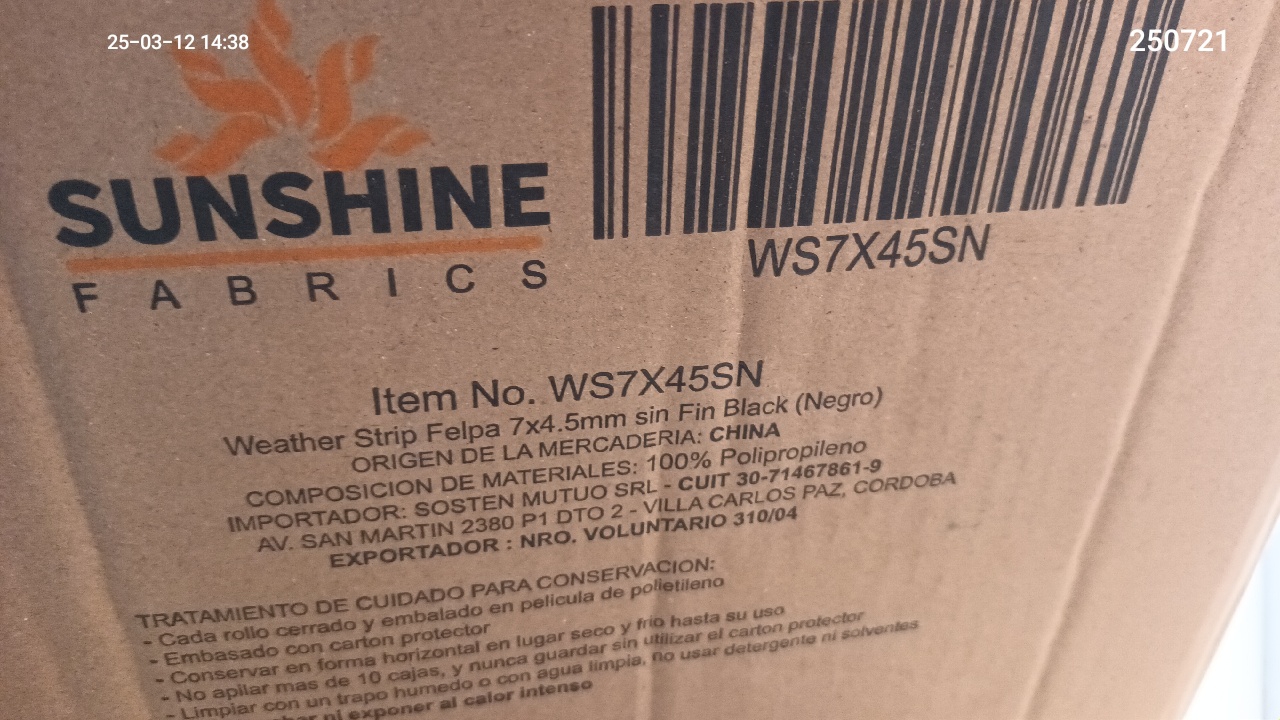 25-03-12 14:38
250721
SUNSHINE
FABRICS
WS7X45SN
Item No. WS7X45SN
Weather Strip Felpa 7x4.5mm sin Fin Black (Negro)
ORIGEN DE LA MERCADERIA: CHINA
COMPOSICION DE MATERIALES: 100% Polipropileno
IMPORTADOR: SOSTEN MUTUO SRL - CUIT 30-71467861-9
AV. SAN MARTIN 2380 P1 DTO 2 - VILLA CARLOS PAZ, CORDOBA
EXPORTADOR : NRO. VOLUNTARIO 310/04
TRATAMIENTO DE CUIDADO PARA CONSERVACION:
- Cada rollo cerrado y embalado en pelicula de polietileno
- Embasado con carton protector
- Conservar en forma horizontal en lugar seco y frio hasta su uso
- No apilar mas de 10 cajas, y nunca guardar sin utilizar el carton protector
- Limpiar con un trapo humedo o con agua limpia, no usar detergente ni solventes
ni exponer al calor intenso